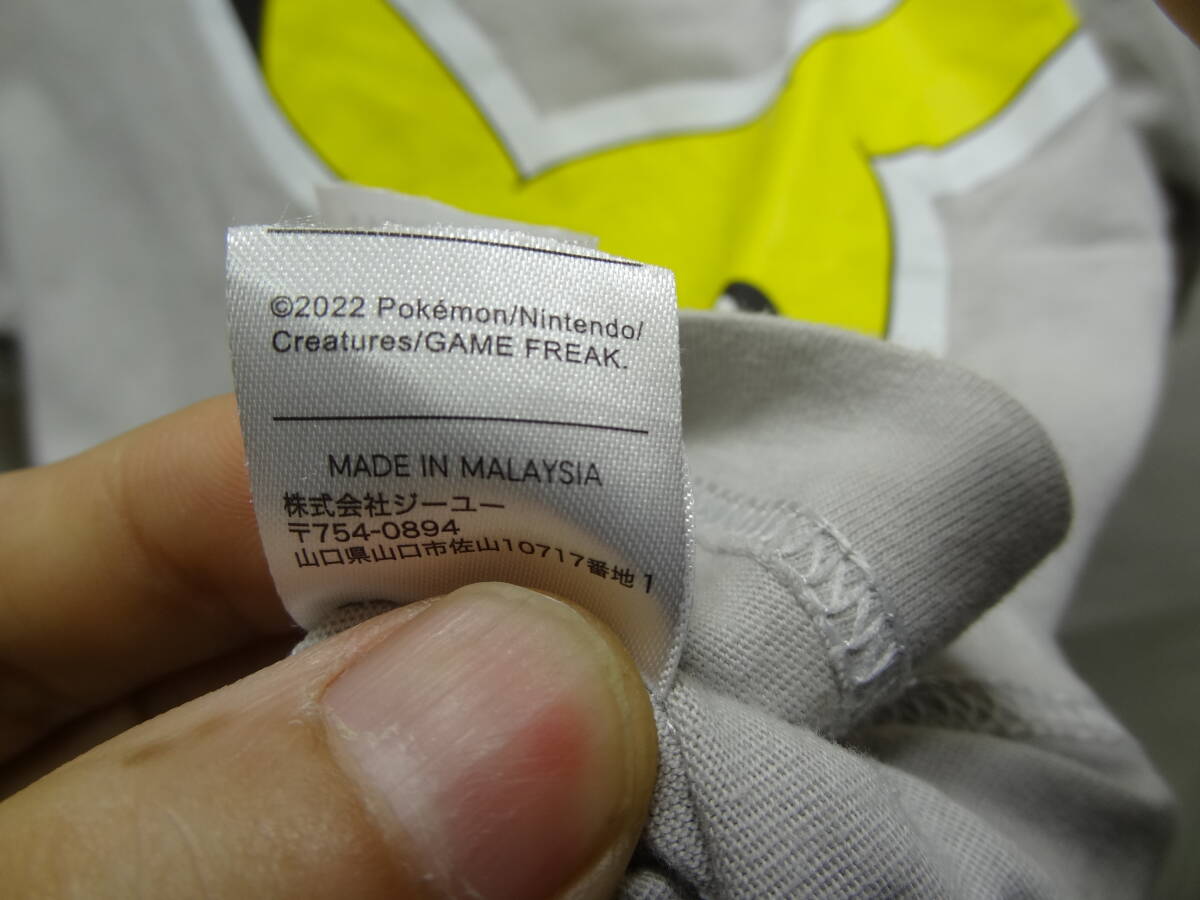 ©2022 Pokémon/Nintendo/
Creatures/GAME FREAK.
MADE IN MALAYSIA
株式会社ジーユー
〒754-0894
山口県山口市佐山10717番地1